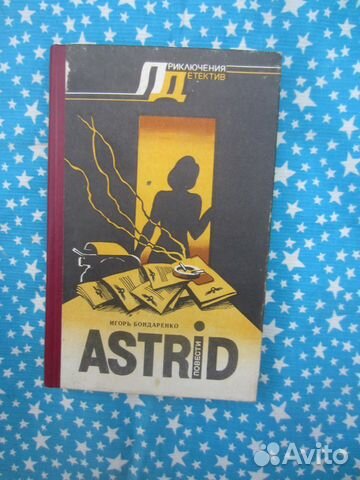 ПРИКЛЮЧЕНИЯ
ДЕТЕКТИВ
ИГОРЬ БОНДАРЕНКО
ASTRiD
ПОВЕСТИ
Avito